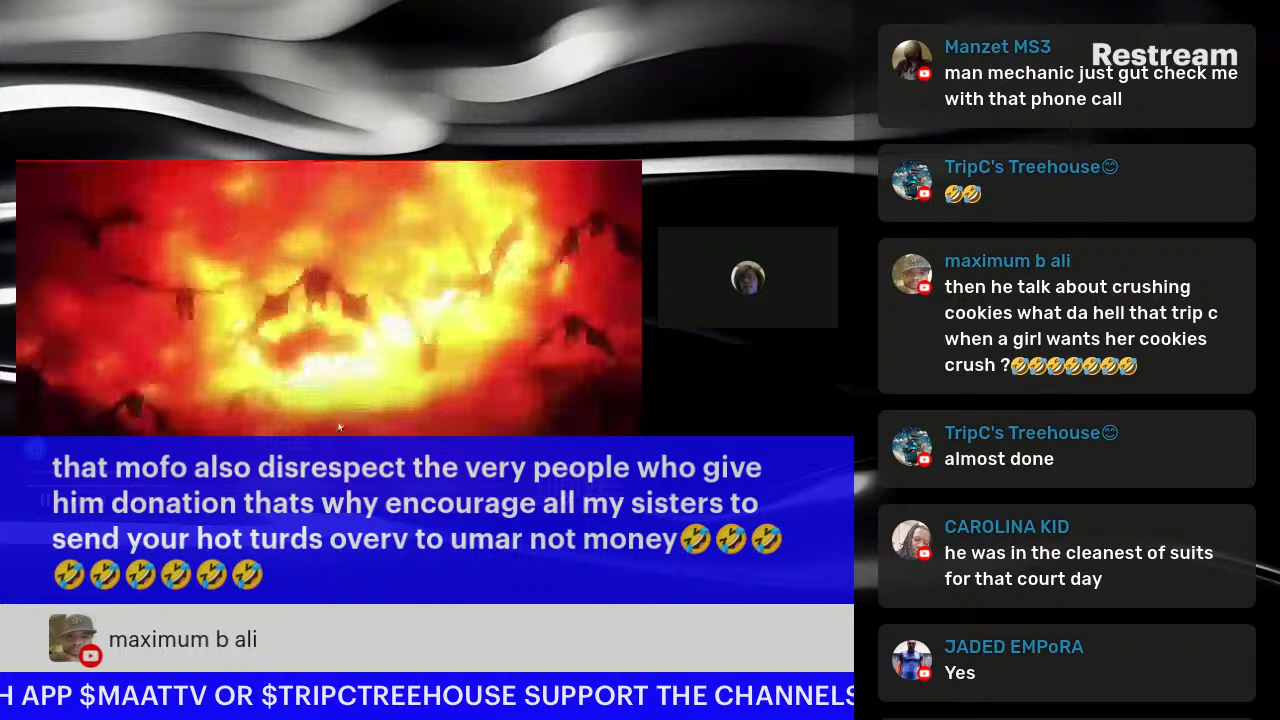 that mofo also disrespect the very people who give
him donation thats why encourage all my sisters to
send your hot turds overv to umar not money🤣🤣🤣
🤣🤣🤣🤣🤣🤣
maximum b ali
H APP $MAATTV OR $TRIPCTREEHOUSE SUPPORT THE CHANNELS
Restream
Manzet MS3
man mechanic just gut check me
with that phone call
TripC's Treehouse😊
🤣🤣
maximum b ali
then he talk about crushing
cookies what da hell that trip c
when a girl wants her cookies
crush ?🤣🤣🤣🤣🤣🤣🤣
TripC's Treehouse😊
almost done
CAROLINA KID
he was in the cleanest of suits
for that court day
JADED EMPoRA
Yes